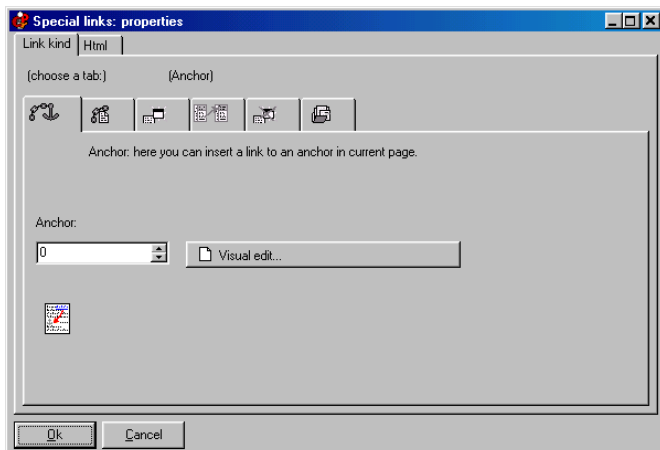 Special links: properties
Link kind Html
(choose a tab:) (Anchor)
Anchor: here you can insert a link to an anchor in current page.
Anchor:
0 Visual edit...
Ok Cancel